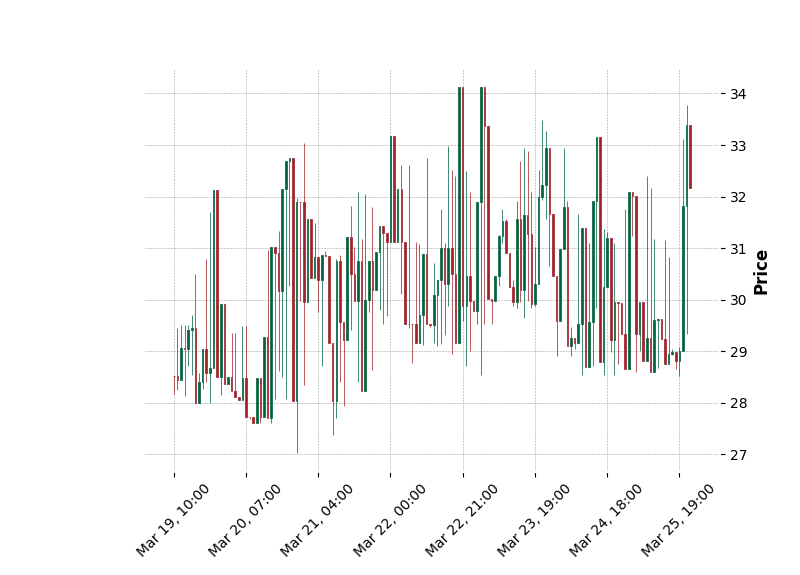 34
33
32
31
30
29
28
27
Price
Mar 19, 10:00
Mar 20, 07:00
Mar 21, 04:00
Mar 22, 00:00
Mar 22, 21:00
Mar 23, 19:00
Mar 24, 18:00
Mar 25, 19:00